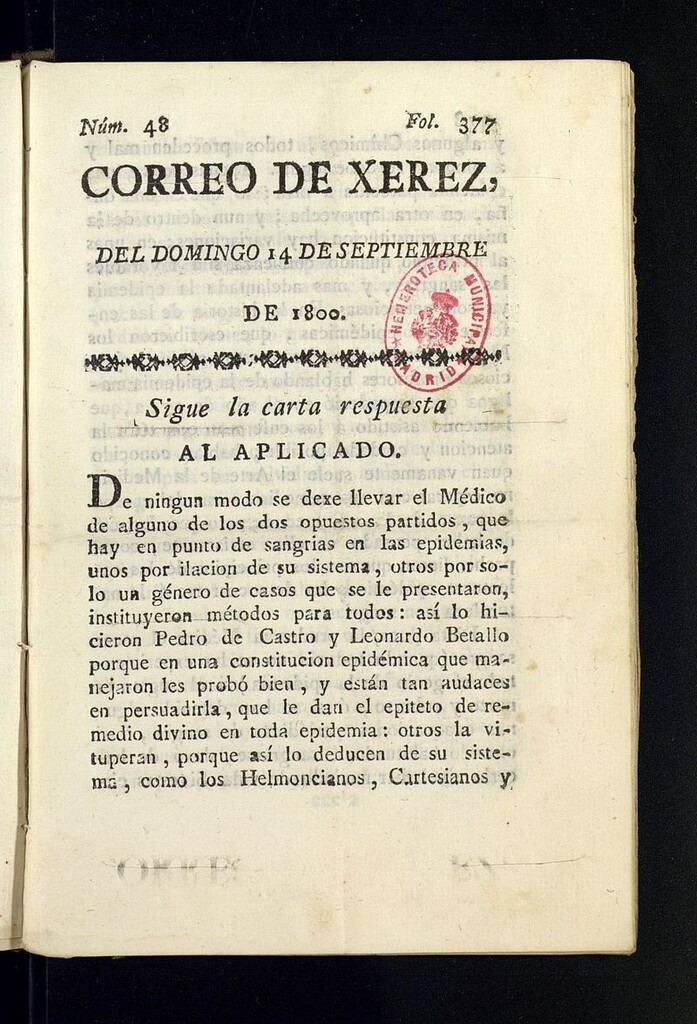 Núm. 48 Fol. 377
CORREO DE XEREZ,
DEL DOMINGO 14 DE SEPTIEMBRE
DE 1800.
HEMEROTECA MUNICIPAL
MADRID
Sigue la carta respuesta
AL APLICADO.
De ningun modo se dexe llevar el Médico
de alguno de los dos opuestos partidos, que
hay en punto de sangrias en las epidemias,
unos por ilacion de su sistema, otros por so-
lo un género de casos que se le presentaron,
instituyeron métodos para todos: así lo hi-
cieron Pedro de Castro y Leonardo Betallo
porque en una constitucion epidémica que ma-
nejaron les probó bien, y están tan audaces
en persuadirla, que le dan el epiteto de re-
medio divino en toda epidemia: otros la vi-
tuperan, porque así lo deducen de su siste-
ma, como los Helmoncianos, Cartesianos y